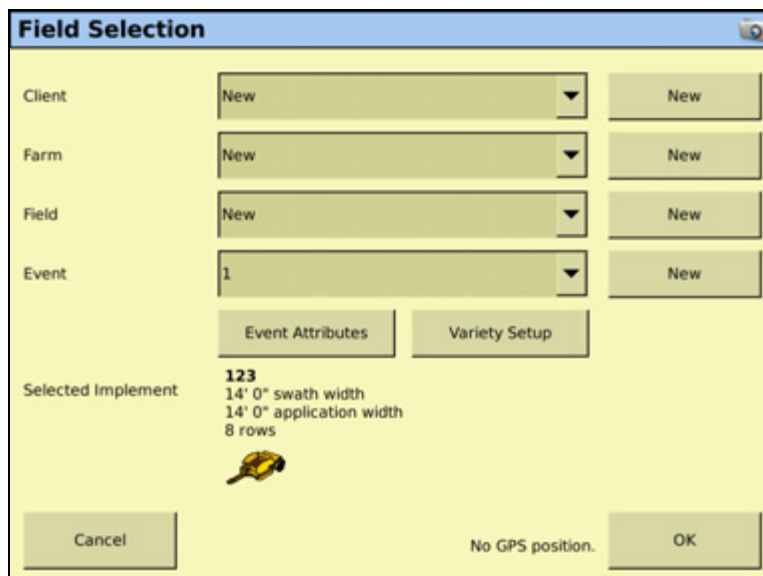 Field Selection
Client New New
Farm New New
Field New New
Event 1 New
Event Attributes Variety Setup
Selected Implement
123
14' 0" swath width
14' 0" application width
8 rows
Cancel No GPS position. OK